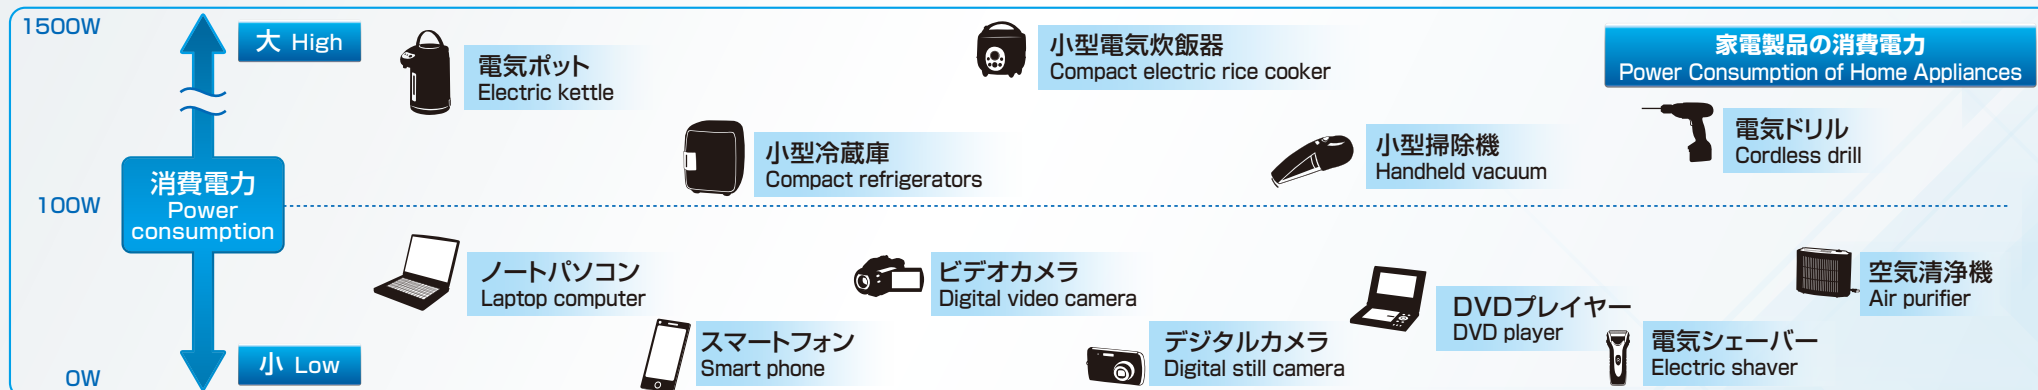 1500W
大 High
電気ポット
Electric kettle
小型電気炊飯器
Compact electric rice cooker
家電製品の消費電力
Power Consumption of Home Appliances
小型冷蔵庫
Compact refrigerators
小型掃除機
Handheld vacuum
電気ドリル
Cordless drill
消費電力
Power
consumption
100W
ノートパソコン
Laptop computer
ビデオカメラ
Digital video camera
DVDプレイヤー
DVD player
空気清浄機
Air purifier
スマートフォン
Smart phone
デジタルカメラ
Digital still camera
電気シェーバー
Electric shaver
小 Low
0W